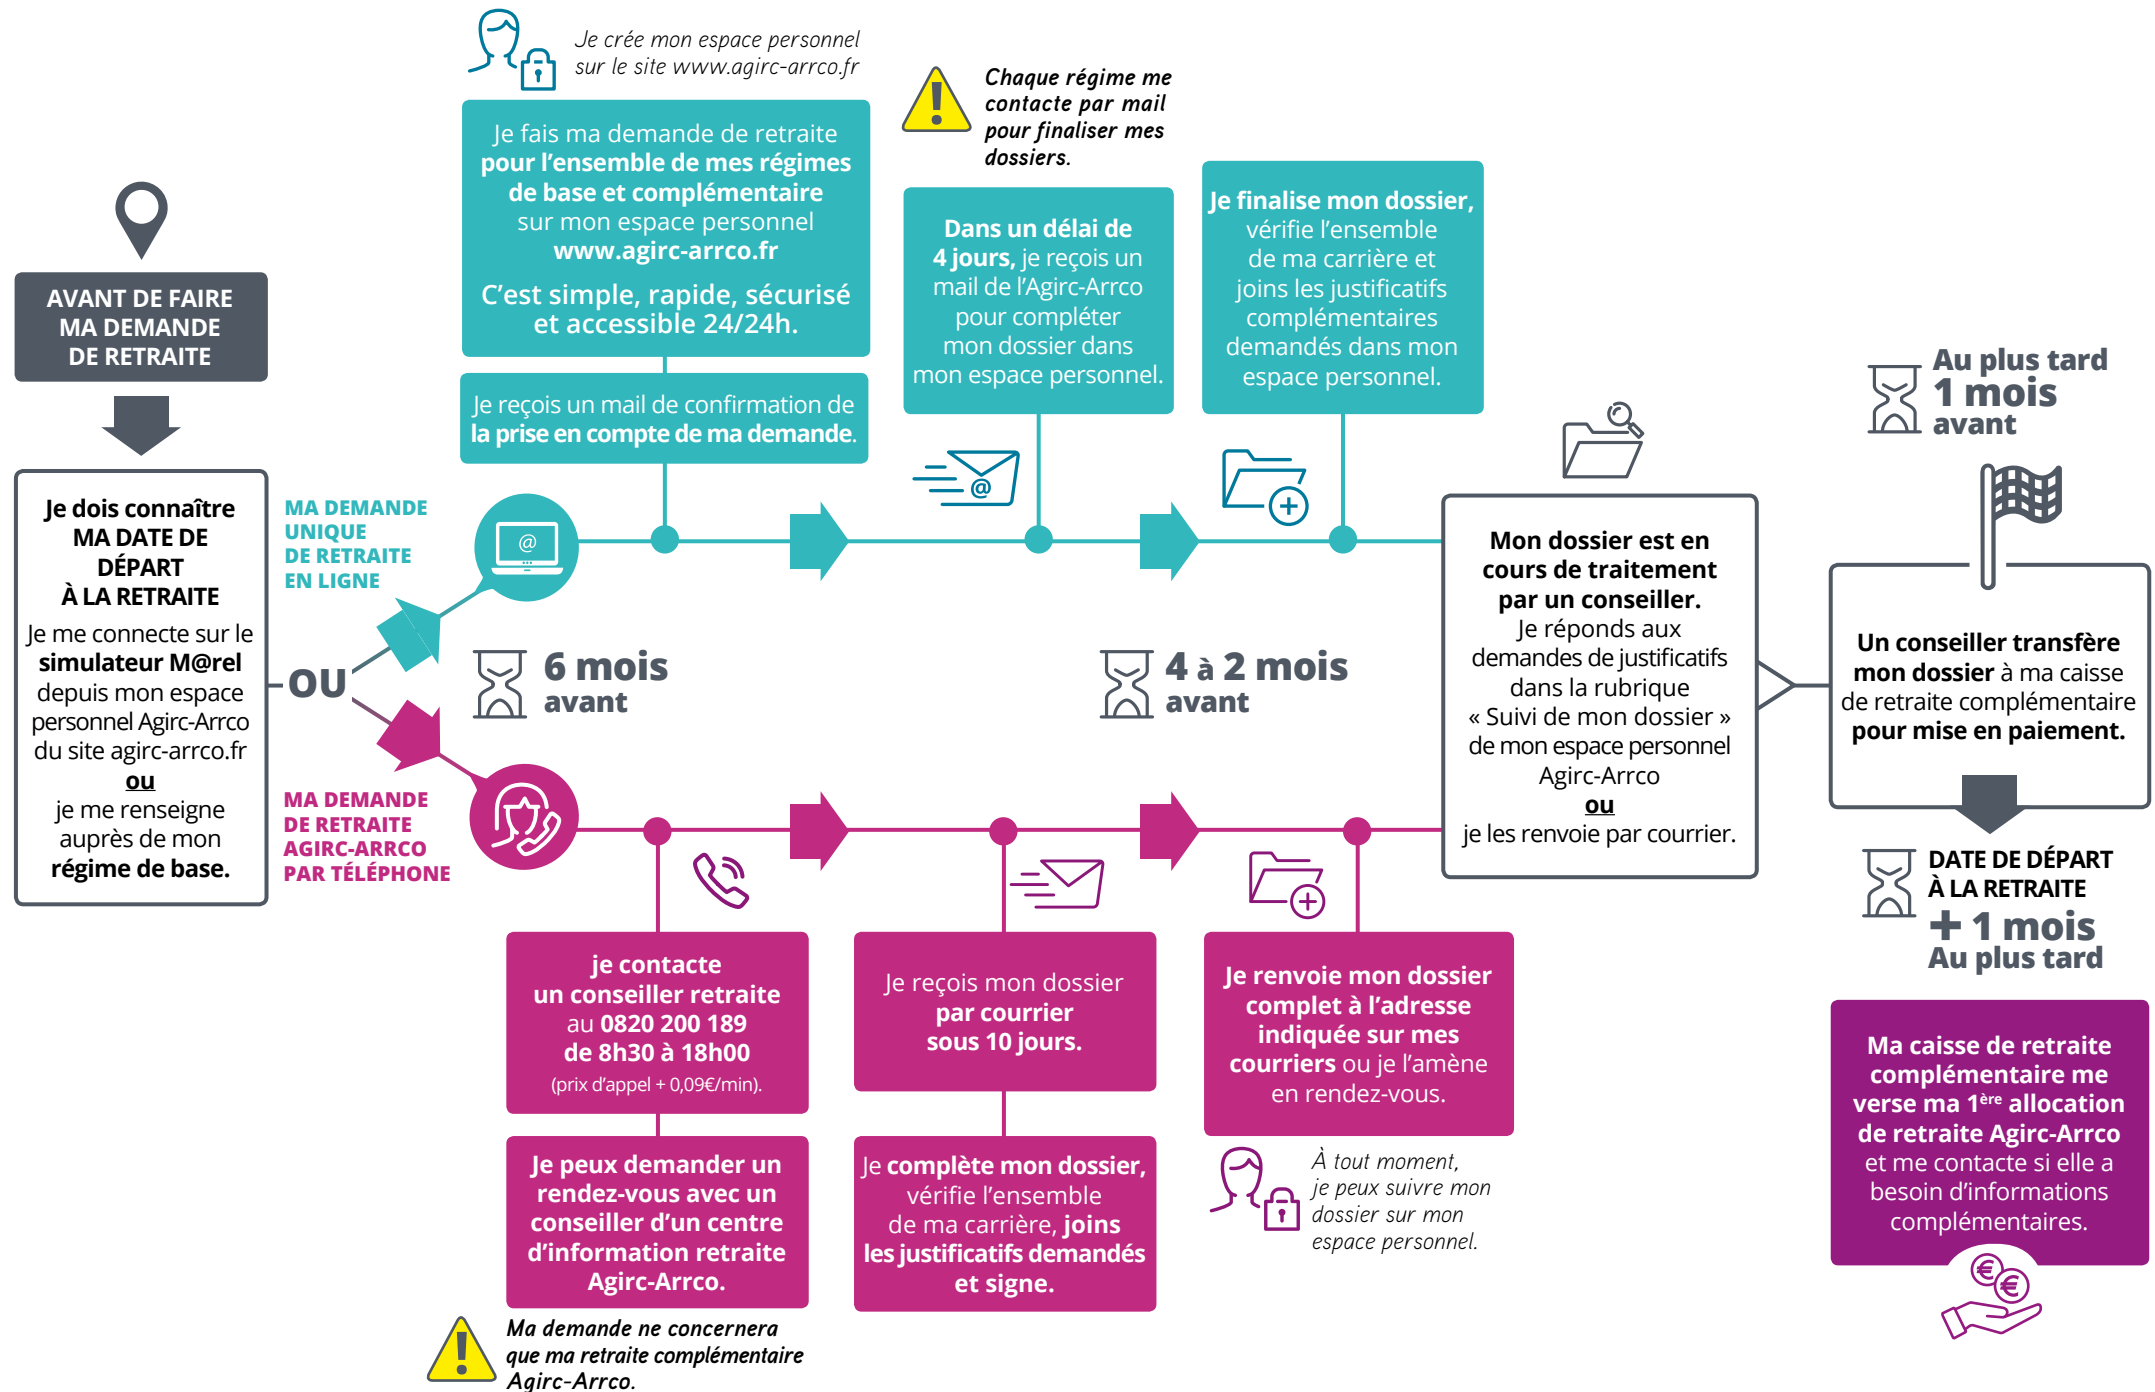 AVANT DE FAIRE
MA DEMANDE
DE RETRAITE
Je dois connaître
MA DATE DE
DÉPART
À LA RETRAITE
Je me connecte sur le
simulateur M@rel
depuis mon espace
personnel Agirc-Arrco
du site agirc-arrco.fr
ou
je me renseigne
auprès de mon
régime de base.
OU
MA DEMANDE
UNIQUE
DE RETRAITE
EN LIGNE
Je crée mon espace personnel
sur le site www.agirc-arrco.fr
Je fais ma demande de retraite
pour l'ensemble de mes régimes
de base et complémentaire
sur mon espace personnel
www.agirc-arrco.fr
C'est simple, rapide, sécurisé
et accessible 24/24h.
Je reçois un mail de confirmation de
la prise en compte de ma demande.
@
Chaque régime me
contacte par mail
pour finaliser mes
dossiers.
Dans un délai de
4 jours, je reçois un
mail de l'Agirc-Arrco
pour compléter
mon dossier dans
mon espace personnel.
@
Je finalise mon dossier,
vérifie l'ensemble
de ma carrière et
joins les justificatifs
complémentaires
demandés dans mon
espace personnel.
6 mois
avant
4 à 2 mois
avant
MA DEMANDE
DE RETRAITE
AGIRC-ARRCO
PAR TÉLÉPHONE
je contacte
un conseiller retraite
au 0820 200 189
de 8h30 à 18h00
(prix d'appel + 0,09€/min).
Je peux demander un
rendez-vous avec un
conseiller d'un centre
d'information retraite
Agirc-Arrco.
Ma demande ne concernera
que ma retraite complémentaire
Agirc-Arrco.
Je reçois mon dossier
par courrier
sous 10 jours.
Je complète mon dossier,
vérifie l'ensemble
de ma carrière, joins
les justificatifs demandés
et signe.
Je renvoie mon dossier
complet à l'adresse
indiquée sur mes
courriers ou je l'amène
en rendez-vous.
À tout moment,
je peux suivre mon
dossier sur mon
espace personnel.
Mon dossier est en
cours de traitement
par un conseiller.
Je réponds aux
demandes de justificatifs
dans la rubrique
« Suivi de mon dossier »
de mon espace personnel
Agirc-Arrco
ou
je les renvoie par courrier.
Au plus tard
1 mois
avant
Un conseiller transfère
mon dossier à ma caisse
de retraite complémentaire
pour mise en paiement.
DATE DE DÉPART
À LA RETRAITE
+ 1 mois
Au plus tard
Ma caisse de retraite
complémentaire me
verse ma 1ère allocation
de retraite Agirc-Arrco
et me contacte si elle a
besoin d'informations
complémentaires.
€
€